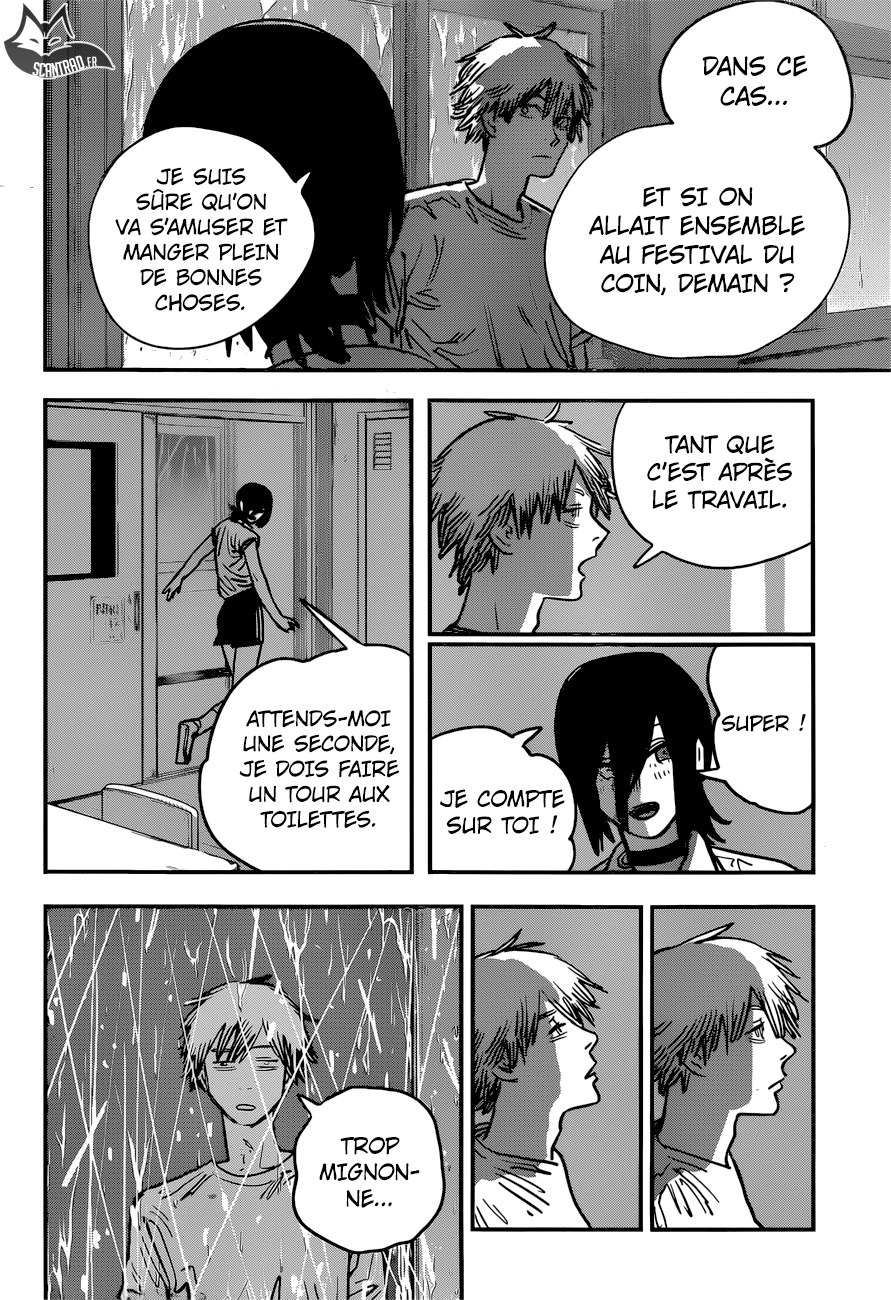 SCANTRAD.FR
DANS CE
CAS...
ET SI ON
ALLAIT ENSEMBLE
AU FESTIVAL DU
COIN, DEMAIN ?
JE SUIS
SÛRE QU'ON
VA S'AMUSER ET
MANGER PLEIN
DE BONNES
CHOSES.
TANT QUE
C'EST APRÈS
LE TRAVAIL.
SUPER !
JE COMPTE
SUR TOI !
ATTENDS-MOI
UNE SECONDE,
JE DOIS FAIRE
UN TOUR AUX
TOILETTES.
TROP
MIGNON-
NE...